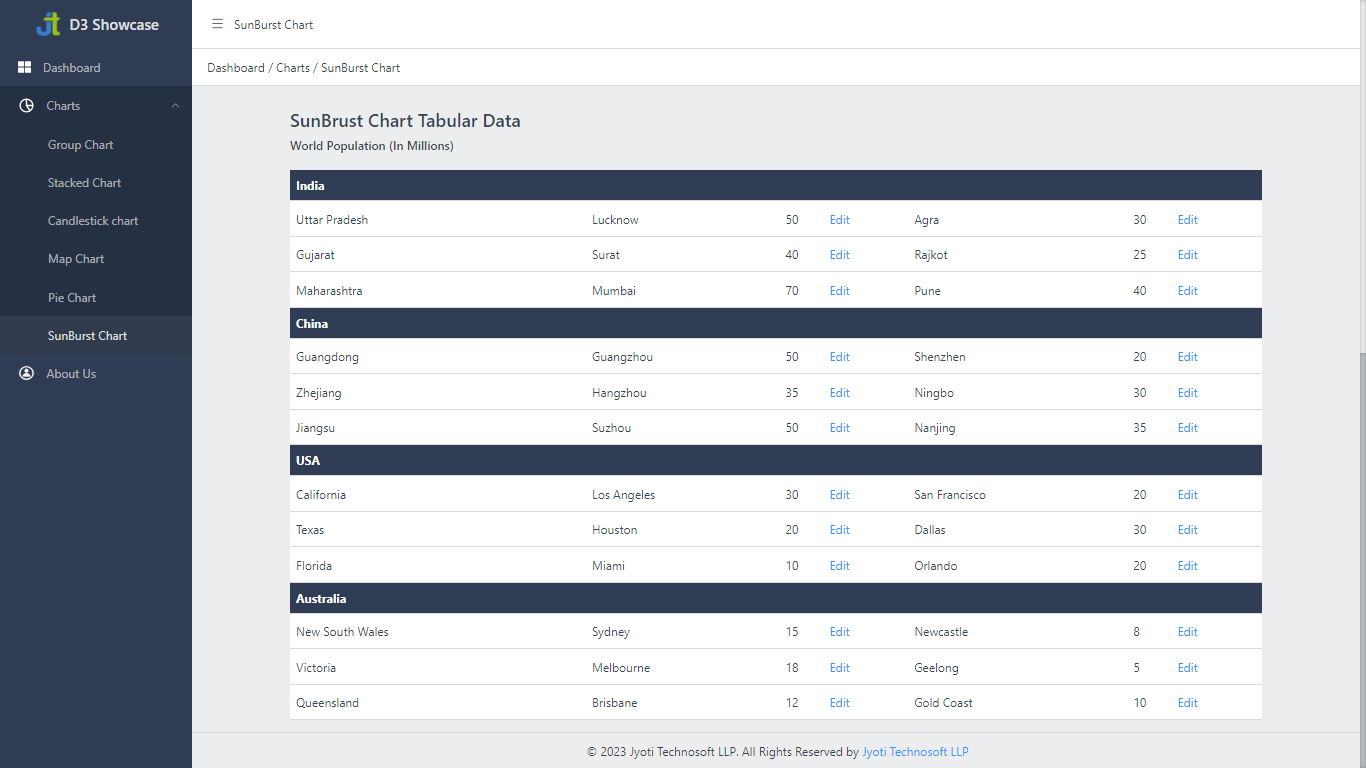 D3 Showcase
Dashboard
Charts
Group Chart
Stacked Chart
Candlestick chart
Map Chart
Pie Chart
SunBurst Chart
About Us
SunBurst Chart
Dashboard / Charts / SunBurst Chart
SunBrust Chart Tabular Data
World Population (In Millions)
India
Uttar Pradesh Lucknow 50 Edit Agra 30 Edit
Gujarat Surat 40 Edit Rajkot 25 Edit
Maharashtra Mumbai 70 Edit Pune 40 Edit
China
Guangdong Guangzhou 50 Edit Shenzhen 20 Edit
Zhejiang Hangzhou 35 Edit Ningbo 30 Edit
Jiangsu Suzhou 50 Edit Nanjing 35 Edit
USA
California Los Angeles 30 Edit San Francisco 20 Edit
Texas Houston 20 Edit Dallas 30 Edit
Florida Miami 10 Edit Orlando 20 Edit
Australia
New South Wales Sydney 15 Edit Newcastle 8 Edit
Victoria Melbourne 18 Edit Geelong 5 Edit
Queensland Brisbane 12 Edit Gold Coast 10 Edit
© 2023 Jyoti Technosoft LLP. All Rights Reserved by Jyoti Technosoft LLP